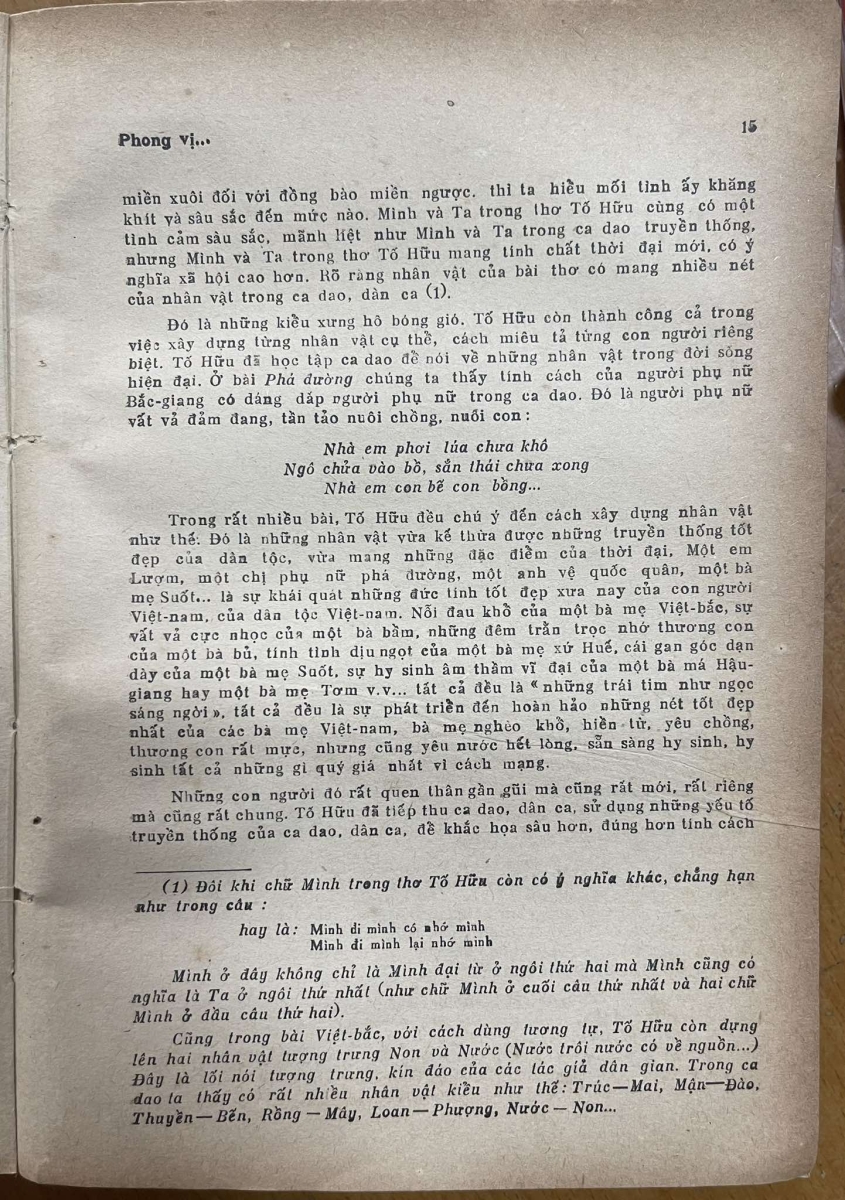 Phong vị...
15
miền xuôi đối với đồng bào miền ngược. thì ta hiểu mối tình ấy khăng
khít và sâu sắc đến mức nào. Mình và Ta trong thơ Tố Hữu cùng có một
tình cảm sâu sắc, mãnh liệt như Mình và Ta trong ca dao truyền thống,
nhưng Mình và Ta trong thơ Tố Hữu mang tính chất thời đại mới, có ý
nghĩa xã hội cao hơn. Rõ ràng nhân vật của bài thơ có mang nhiều nét
của nhân vật trong ca dao, dân ca (1).
Đó là những kiểu xưng hô bóng gió. Tố Hữu còn thành công cả trong
việc xây dựng từng nhân vật cụ thể, cách miêu tả từng con người riêng
biệt. Tố Hữu đã học tập ca dao để nói về những nhân vật trong đời sống
hiện đại. Ở bài Phá đường chúng ta thấy tính cách của người phụ nữ
Bắc-giang có dáng dấp người phụ nữ trong ca dao. Đó là người phụ nữ
vất vả đảm đang, tần tảo nuôi chồng, nuôi con :
Nhà em phơi lúa chưa khô
Ngô chửa vào bồ, sắn thái chưa xong
Nhà em con bế con bồng...
Trong rất nhiều bài, Tố Hữu đều chú ý đến cách xây dựng nhân vật
như thế. Đó là những nhân vật vừa kế thừa được những truyền thống tốt
đẹp của dân tộc, vừa mang những đặc điểm của thời đại. Một em
Lượm, một chị phụ nữ phá đường, một anh vệ quốc quân, một bà
mẹ Suốt... là sự khái quát những đức tính tốt đẹp xưa nay của con người
Việt-nam, của dân tộc Việt-nam. Nỗi đau khổ của một bà mẹ Việt-bắc, sự
vất vả cực nhọc của một bà bầm, những đêm trằn trọc nhớ thương con
của một bà bủ, tính tình dịu ngọt của một bà mẹ xứ Huế, cái gan góc dạn
dày của một bà mẹ Suốt, sự hy sinh âm thầm vĩ đại của một bà má Hậu-
giang hay một bà mẹ Tơm v.v... tất cả đều là « những trái tim như ngọc
sáng ngời », tất cả đều là sự phát triển đến hoàn hảo những nét tốt đẹp
nhất của các bà mẹ Việt-nam, bà mẹ nghèo khổ, hiền từ, yêu chồng,
thương con rất mực, nhưng cũng yêu nước hết lòng, sẵn sàng hy sinh, hy
sinh tất cả những gì quý giá nhất vì cách mạng.
Những con người đó rất quen thân gần gũi mà cũng rất mới, rất riêng
mà cũng rất chung. Tố Hữu đã tiếp thu ca dao, dân ca, sử dụng những yếu tố
truyền thống của ca dao, dân ca, để khắc họa sâu hơn, đúng hơn tính cách
(1) Đôi khi chữ Mình trong thơ Tố Hữu còn có ý nghĩa khác, chẳng hạn
như trong câu :
Mình đi mình có nhớ mình
hay là: Mình đi mình lại nhớ mình
Mình ở đây không chỉ là Mình đại từ ở ngôi thứ hai mà Mình cũng có
nghĩa là Ta ở ngôi thứ nhất (như chữ Mình ở cuối câu thứ nhất và hai chữ
Mình ở đầu câu thứ hai).
Cũng trong bài Việt-bắc, với cách dùng tương tự, Tố Hữu còn dựng
lên hai nhân vật tượng trưng Non và Nước (Nước trôi nước có về nguồn...)
Đây là lối nói tượng trưng, kín đáo của các tác giả dân gian. Trong ca
dao ta thấy có rất nhiều nhân vật kiểu như thế : Trúc—Mai, Mận—Đào,
Thuyền—Bến, Rồng—Mây, Loan—Phượng, Nước—Non...